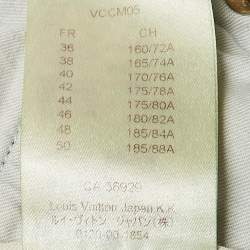 VCCM05
FR CH
36 160/72A
38 165/74A
40 170/76A
42 175/78A
44 175/80A
46 180/82A
48 185/84A
50 185/88A
CA 36929
Louis Vuitton Japan K.K.
ルイ・ヴィトン ジャパン(株)
0120-00-1854